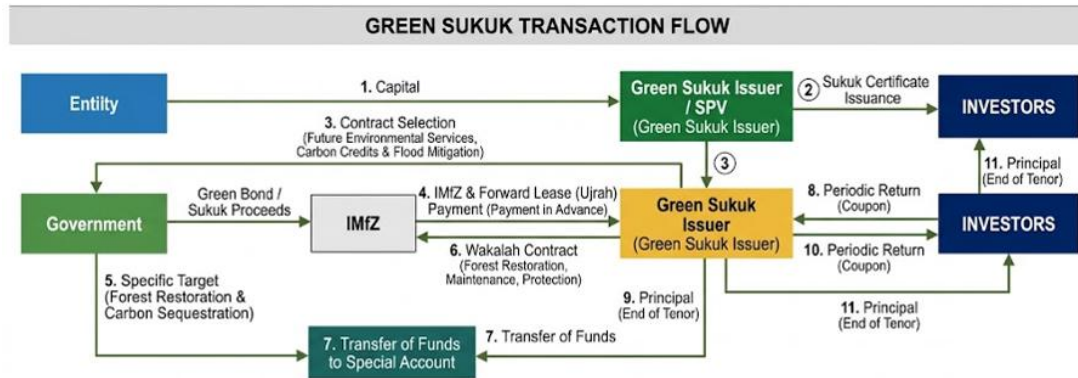 GREEN SUKUK TRANSACTION FLOW
Entilty
1. Capital
Green Sukuk Issuer
/ SPV
(Green Sukuk Issuer)
2 Sukuk Certificate
Issuance
INVESTORS
3. Contract Selection
(Future Environmental Services,
Carbon Credits & Flood Mitigation)
3
11. Principal
(End of Tenor)
Government
Green Bond /
Sukuk Proceeds
IMfZ
4. IMfZ & Forward Lease (Ujrah)
Payment (Payment in Advance)
6. Wakalah Contract
(Forest Restoration,
Maintenance, Protection)
Green Sukuk
Issuer
(Green Sukuk Issuer)
8. Periodic Return
(Coupon)
10. Periodic Return
(Coupon)
INVESTORS
5. Specific Target
(Forest Restoration &
Carbon Sequestration)
9. Principal
(End of Tenor)
11. Principal
(End of Tenor)
7. Transfer of Funds
to Special Account
7. Transfer of Funds